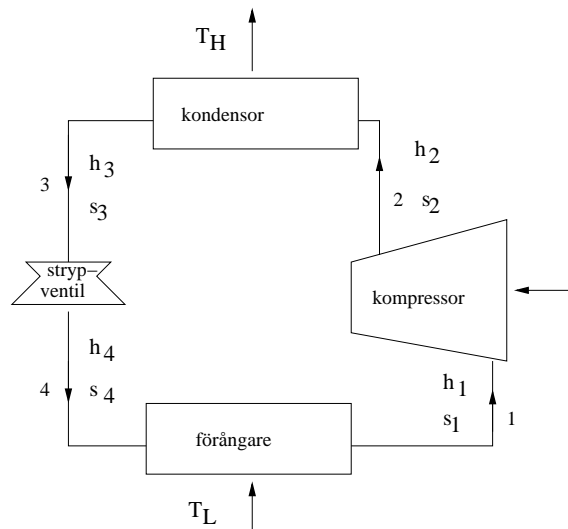 T_H
kondensor
h_3
3
s_3
h_2
2 s_2
stryp–
ventil
kompressor
h_4
4 s_4
h_1
s_1 1
förångare
T_L